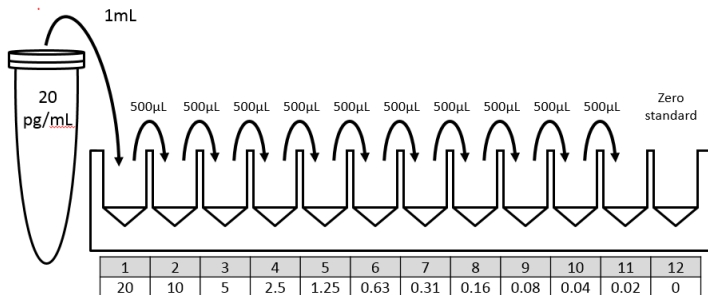 1mL
20
pg/mL
500µL 500µL 500µL 500µL 500µL 500µL 500µL 500µL 500µL 500µL
Zero
standard
1 2 3 4 5 6 7 8 9 10 11 12
20 10 5 2.5 1.25 0.63 0.31 0.16 0.08 0.04 0.02 0